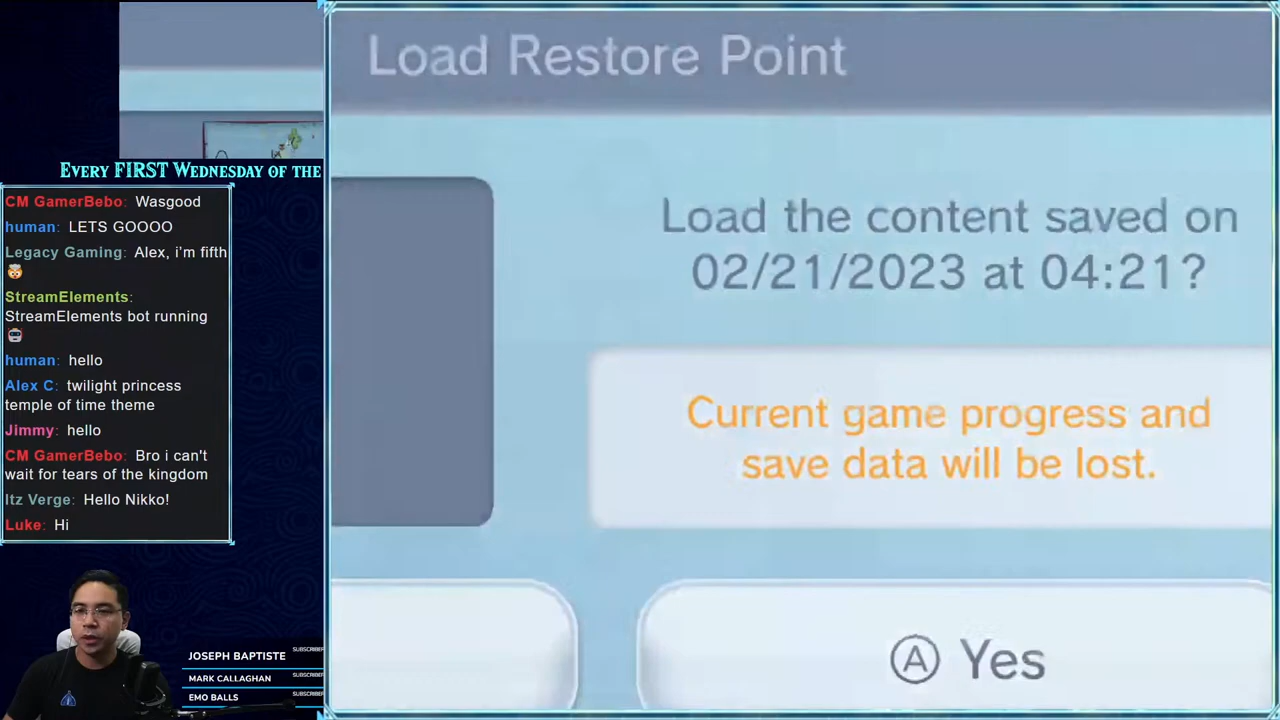 Load Restore Point
Load the content saved on
02/21/2023 at 04:21?
Current game progress and
save data will be lost.
A Yes
EVERY FIRST WEDNESDAY OF THE
CM GamerBebo: Wasgood
human: LETS GOOOO
Legacy Gaming: Alex, i'm fifth
🤯
StreamElements:
StreamElements bot running
🤖
human: hello
Alex C: twilight princess
temple of time theme
Jimmy: hello
CM GamerBebo: Bro i can't
wait for tears of the kingdom
Itz Verge: Hello Nikko!
Luke: Hi
JOSEPH BAPTISTE SUBSCRIBER
MARK CALLAGHAN SUBSCRIBER
EMO BALLS SUBSCRIBER